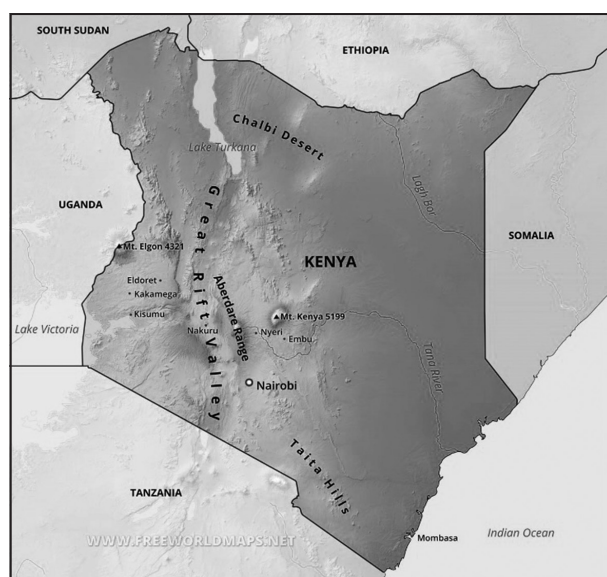 SOUTH SUDAN
ETHIOPIA
Chalbi Desert
Lake Turkana
Lagh Bor
UGANDA
Great Rift Valley
SOMALIA
Mt. Elgon 4321
KENYA
Eldoret
Kakamega
Aberdare Range
Kisumu
Mt. Kenya 5199
Lake Victoria
Nakuru
Nyeri
Embu
Tana River
Nairobi
Taita Hills
TANZANIA
Indian Ocean
Mombasa
WWW.FREEWORLDMAPS.NET